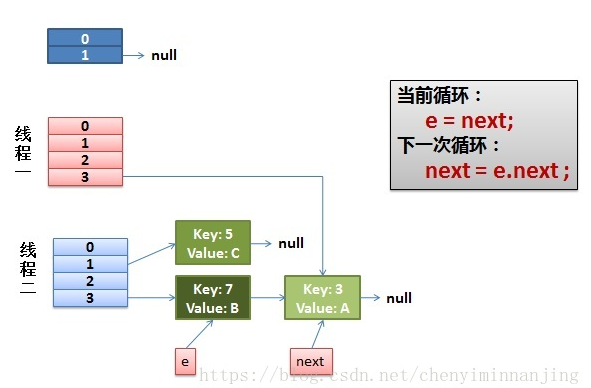 0
1
null
线程一
0
1
2
3
当前循环：
e = next;
下一次循环：
next = e.next ;
线程二
0
1
2
3
Key: 5
Value: C
null
Key: 7
Value: B
Key: 3
Value: A
null
e
next
https://blog.csdn.net/chenyiminnanjing